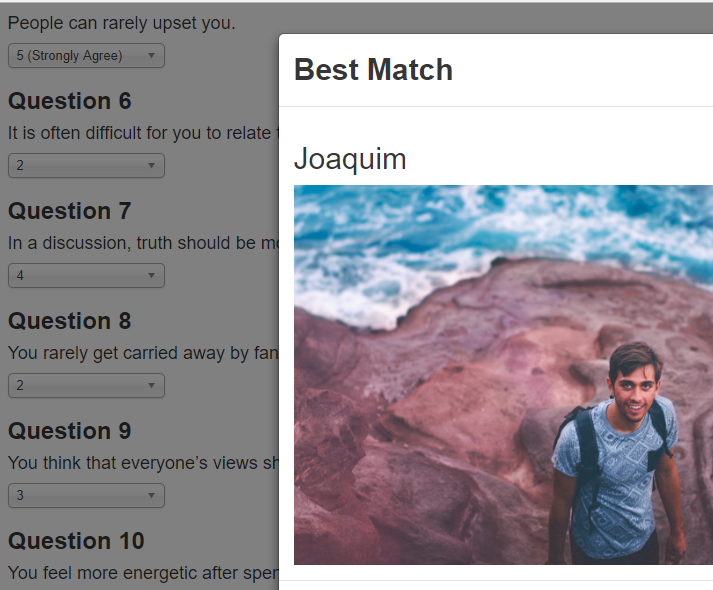 People can rarely upset you.
5 (Strongly Agree)
Question 6
It is often difficult for you to relate
2
Question 7
In a discussion, truth should be
4
Question 8
You rarely get carried away by fan
2
Question 9
You think that everyone’s views sh
3
Question 10
You feel more energetic after spen
Best Match
Joaquim